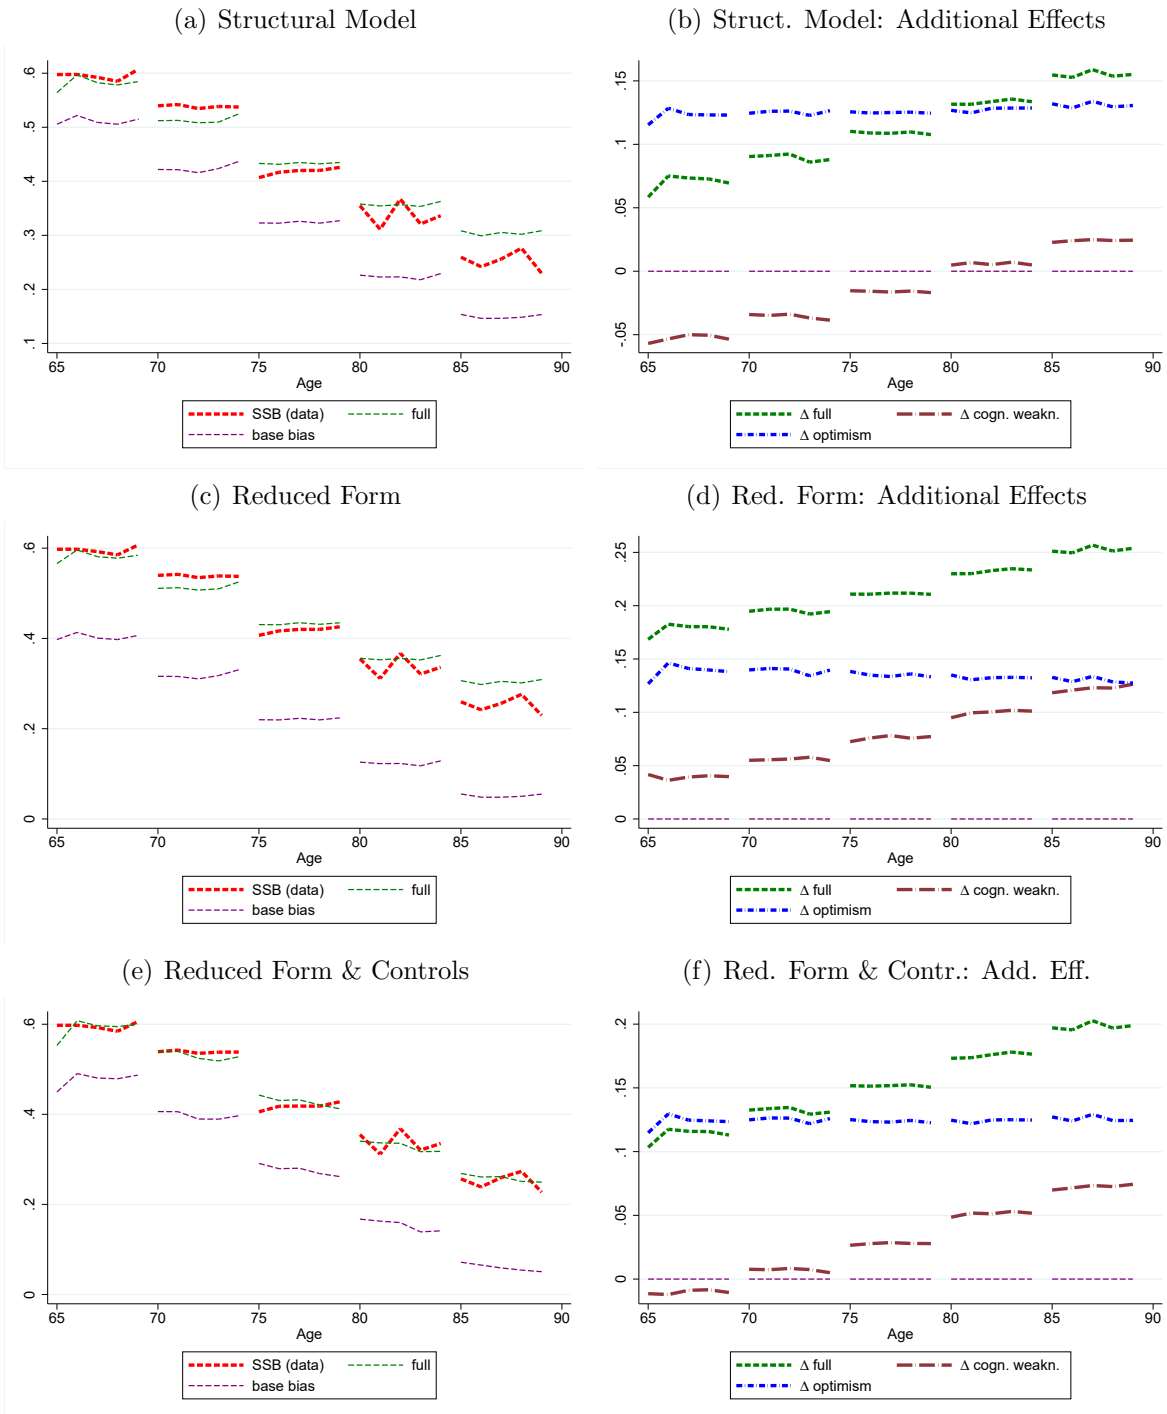 (a) Structural Model
.6
.5
.4
.3
.2
.1
65 70 75 80 85 90
Age
SSB (data) full
base bias
(b) Struct. Model: Additional Effects
.15
.1
.05
0
-.05
65 70 75 80 85 90
Age
Δ full Δ cogn. weakn.
Δ optimism
(c) Reduced Form
.6
.4
.2
0
65 70 75 80 85 90
Age
SSB (data) full
base bias
(d) Red. Form: Additional Effects
.25
.2
.15
.1
.05
0
65 70 75 80 85 90
Age
Δ full Δ cogn. weakn.
Δ optimism
(e) Reduced Form & Controls
.6
.4
.2
0
65 70 75 80 85 90
Age
SSB (data) full
base bias
(f) Red. Form & Contr.: Add. Eff.
.2
.15
.1
.05
0
65 70 75 80 85 90
Age
Δ full Δ cogn. weakn.
Δ optimism